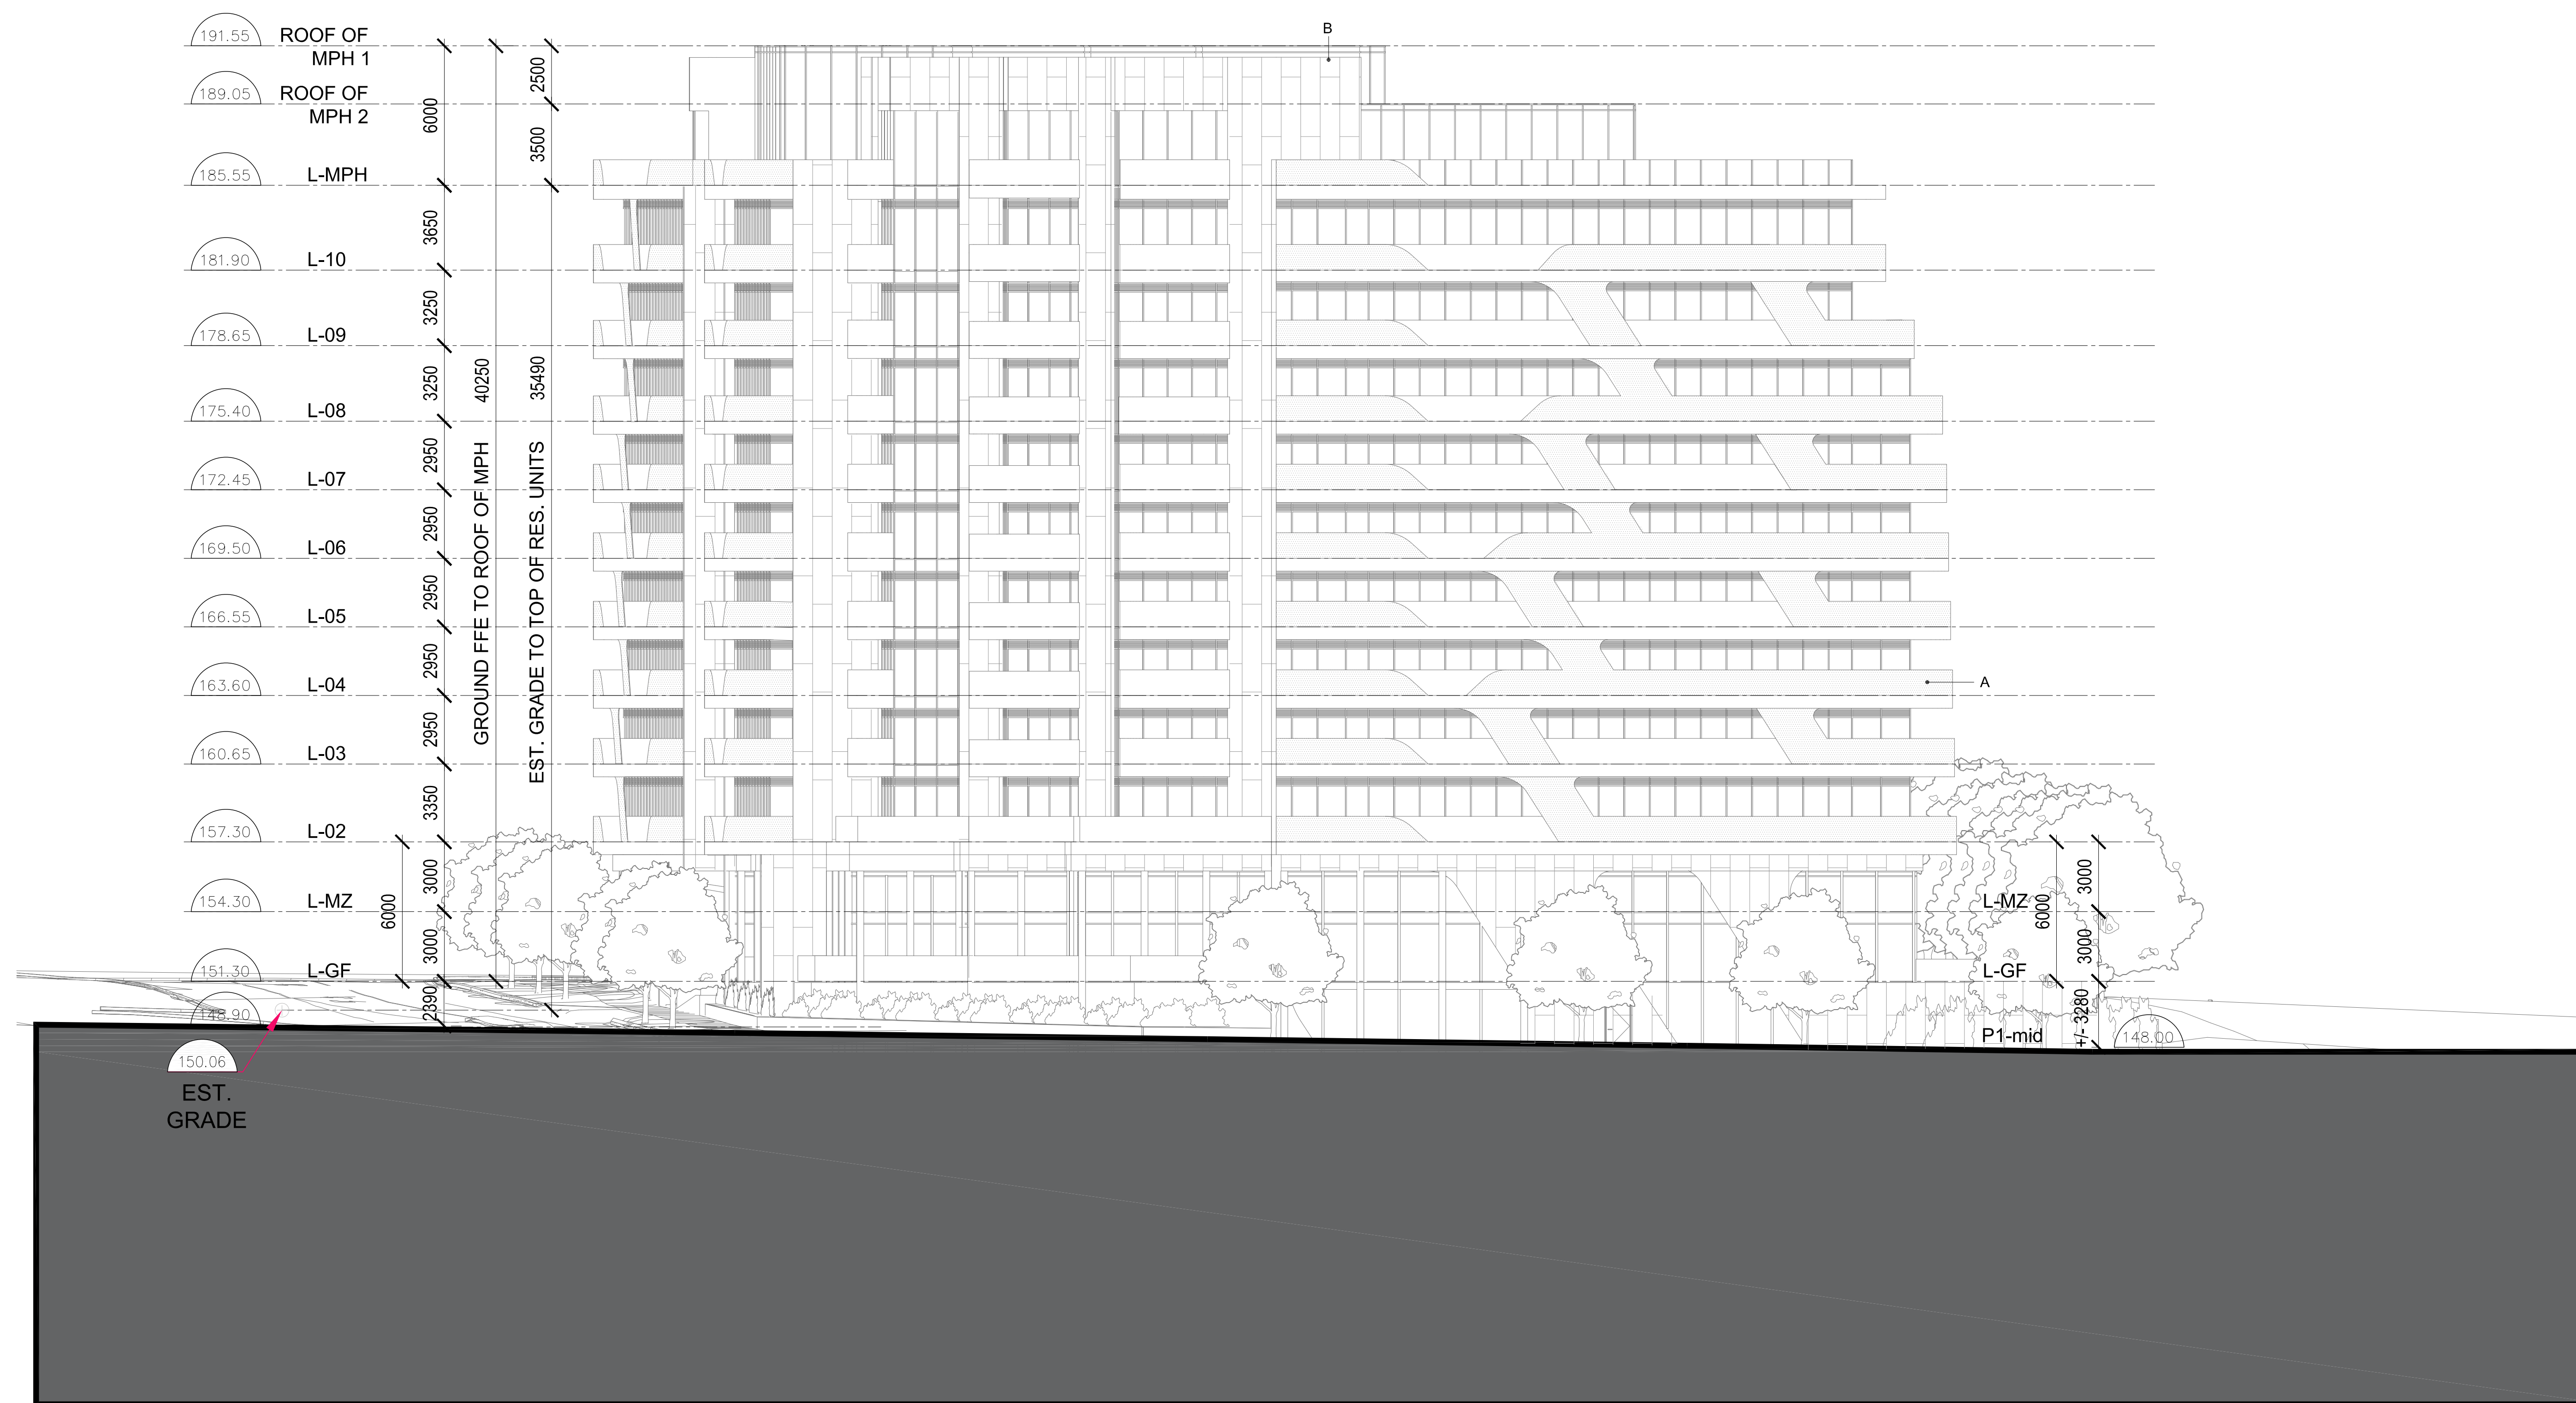 191.55 ROOF OF
MPH 1
189.05 ROOF OF
MPH 2
185.55 L-MPH
181.90 L-10
178.65 L-09
175.40 L-08
172.45 L-07
169.50 L-06
166.55 L-05
163.60 L-04
160.65 L-03
157.30 L-02
154.30 L-MZ
151.30 L-GF
148.90
150.06
EST.
GRADE
6000
3650
3250
3250
2950
2950
2950
2950
2950
3350
3000
3000
2390
6000
40250
GROUND FFE TO ROOF OF MPH
2500
3500
35490
EST. GRADE TO TOP OF RES. UNITS
B
A
L-MZ
L-GF
P1-mid
6000
3000
3000
+/- 3280
148.00